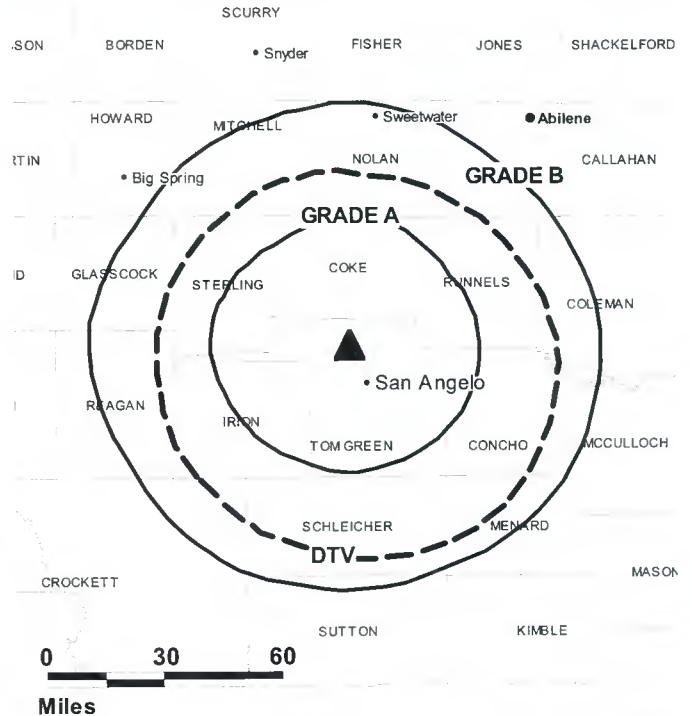 SCURRY
SON BORDEN FISHER JONES SHACKELFORD
Snyder
HOWARD MITCHELL Sweetwater Abilene
RTIN NOLAN CALLAHAN
Big Spring GRADE B
GRADE A
COKE
GLASSCOCK STERLING RUNNELS
COLEMAN
San Angelo
REAGAN
IRION
TOM GREEN CONCHO MCCULLOCH
SCHLEICHER MENARD
DTV
MASON
CROCKETT
SUTTON KIMBLE
0 30 60
Miles